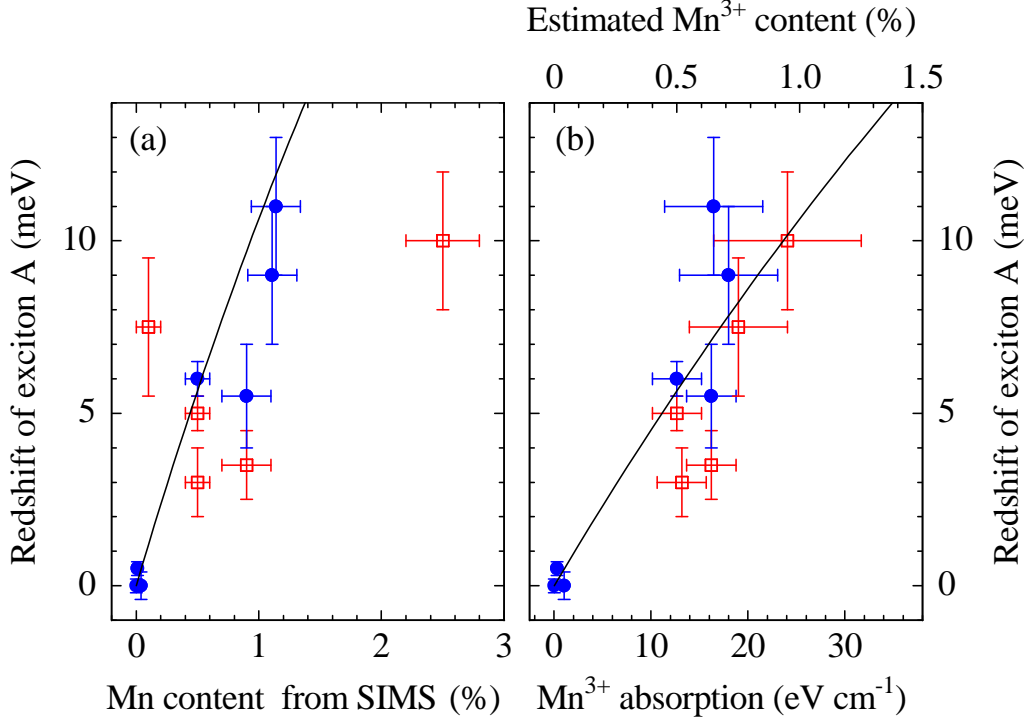 Estimated Mn³⁺ content (%)
0 0.5 1.0 1.5
(a) (b)
Redshift of exciton A (meV)
10
5
0
Redshift of exciton A (meV)
10
5
0
0 1 2 3 0 10 20 30
Mn content from SIMS (%) Mn³⁺ absorption (eV cm⁻¹)